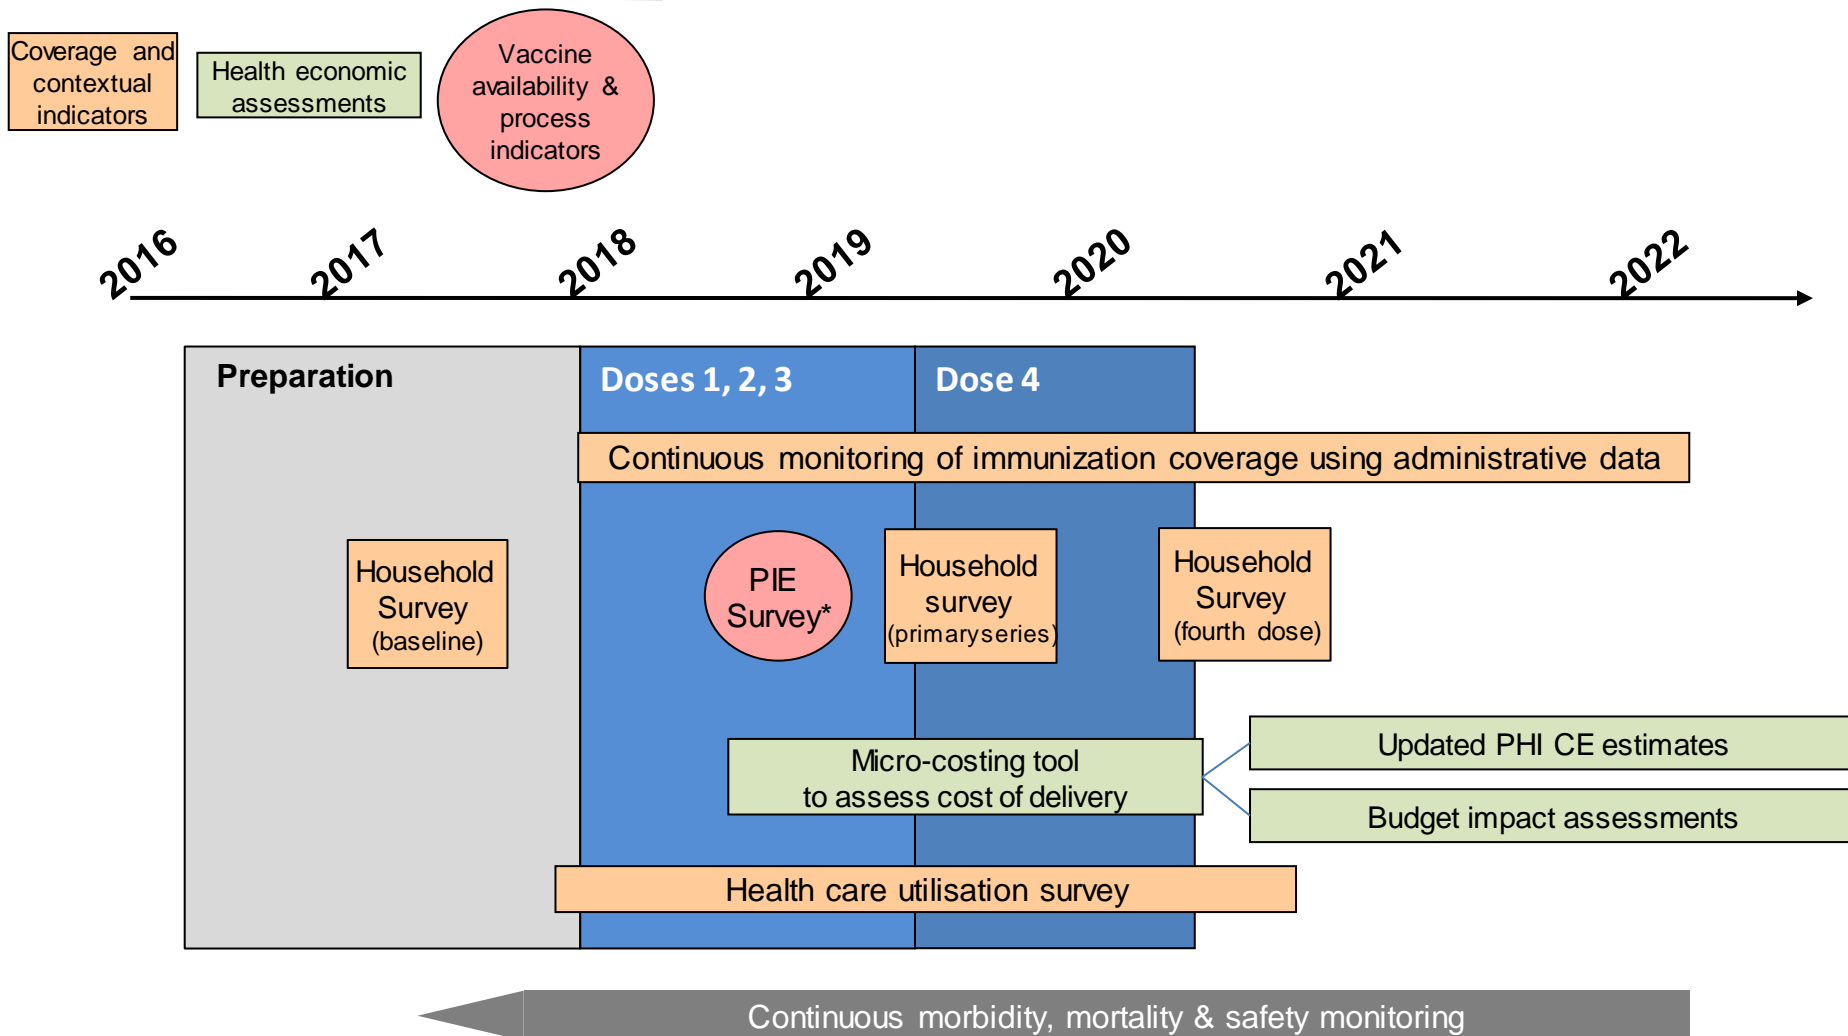 Coverage and
contextual
indicators
Health economic
assessments
Vaccine
availability &
process
indicators
2016
2017
2018
2019
2020
2021
2022
Preparation
Doses 1, 2, 3
Dose 4
Continuous monitoring of immunization coverage using administrative data
Household
Survey
(baseline)
PIE
Survey*
Household
survey
(primary series)
Household
Survey
(fourth dose)
Micro-costing tool
to assess cost of delivery
Updated PHI CE estimates
Budget impact assessments
Health care utilisation survey
Continuous morbidity, mortality & safety monitoring